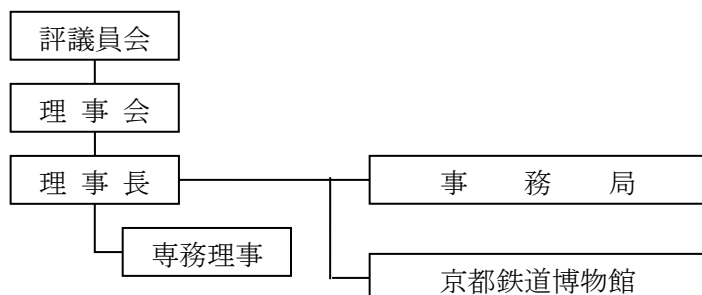 評議員会
理 事 会
理 事 長
事 務 局
専務理事
京都鉄道博物館